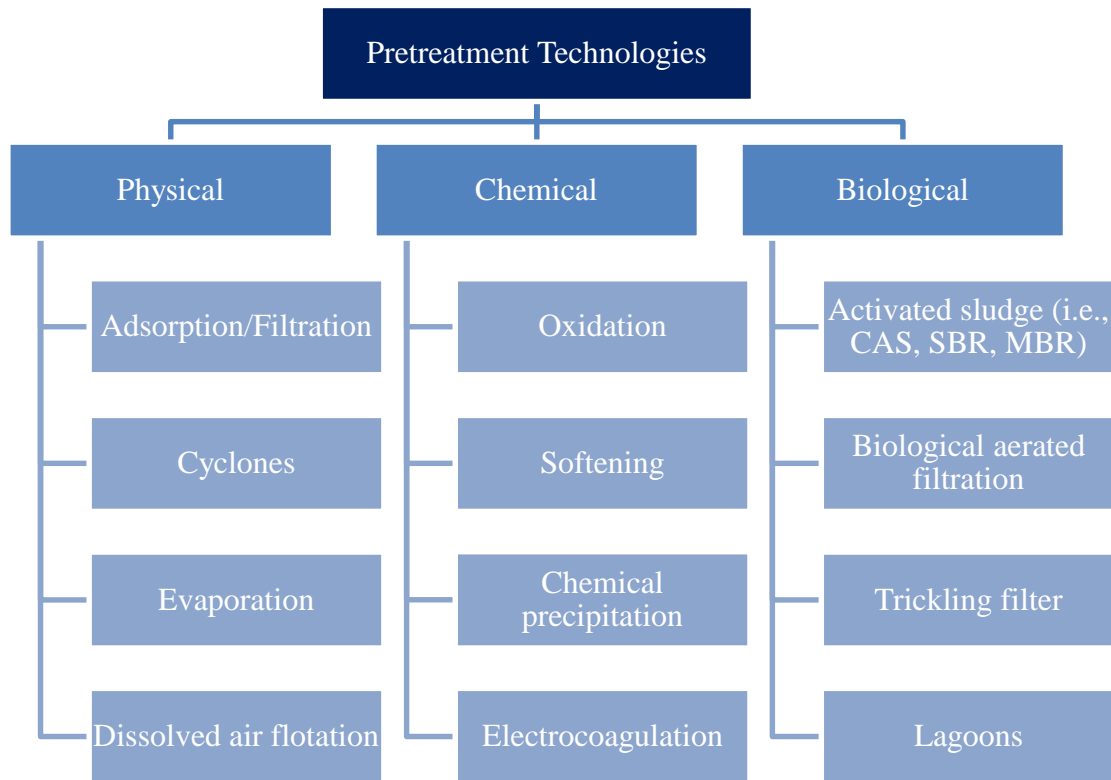 Pretreatment Technologies
Physical
Chemical
Biological
Adsorption/Filtration
Oxidation
Activated sludge (i.e.,
CAS, SBR, MBR)
Cyclones
Softening
Biological aerated
filtration
Evaporation
Chemical
precipitation
Trickling filter
Dissolved air flotation
Electrocoagulation
Lagoons